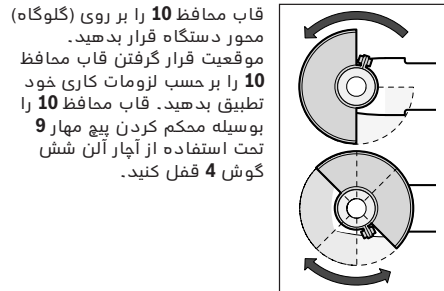 قاب محافظ 10 را بر روی (گلوگاه)
محور دستگاه قرار بدهید.
موقعیت قرار گرفتن قاب محافظ
10 را بر حسب لزومات کاری خود
تطبیق بدهید. قاب محافظ 10 را
بوسیله محکم کردن پیچ مهار 9
تحت استفاده از آچار آلن شش
گوش 4 قفل کنید.